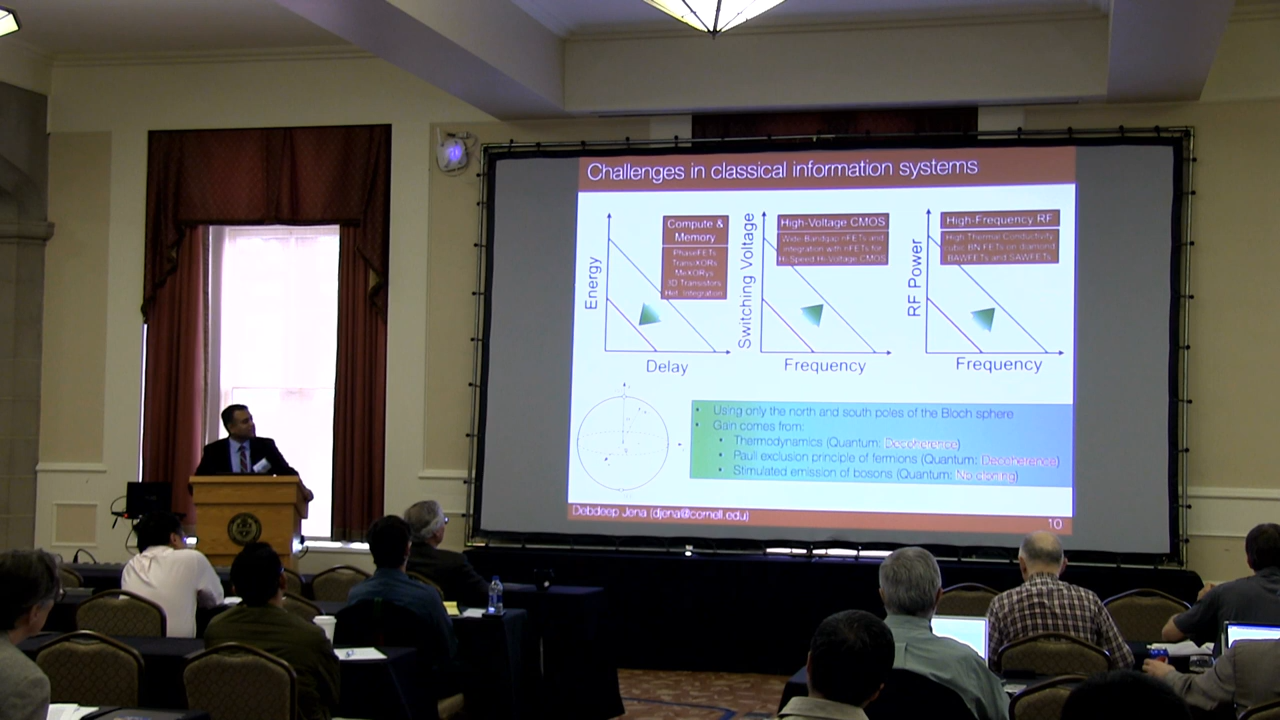 Challenges in classical information systems
Energy
Delay
Compute &
Memory
PhaseFETs
TransiXORs
MeXORys
3D Transistors
Het. Integration
Switching Voltage
Frequency
High-Voltage CMOS
Wide Bandgap nFETs and
integration with nFETs for
Hi-Speed Hi-Voltage CMOS
RF Power
Frequency
High-Frequency RF
High Thermal Conductivity
cubic BN FETs on diamond
BAWFETs and SAWFETs
• Using only the north and south poles of the Bloch sphere
• Gain comes from:
• Thermodynamics (Quantum: Decoherence)
• Pauli exclusion principle of fermions (Quantum: Decoherence)
• Stimulated emission of bosons (Quantum: No cloning)
Debdeep Jena (djena@cornell.edu)
10